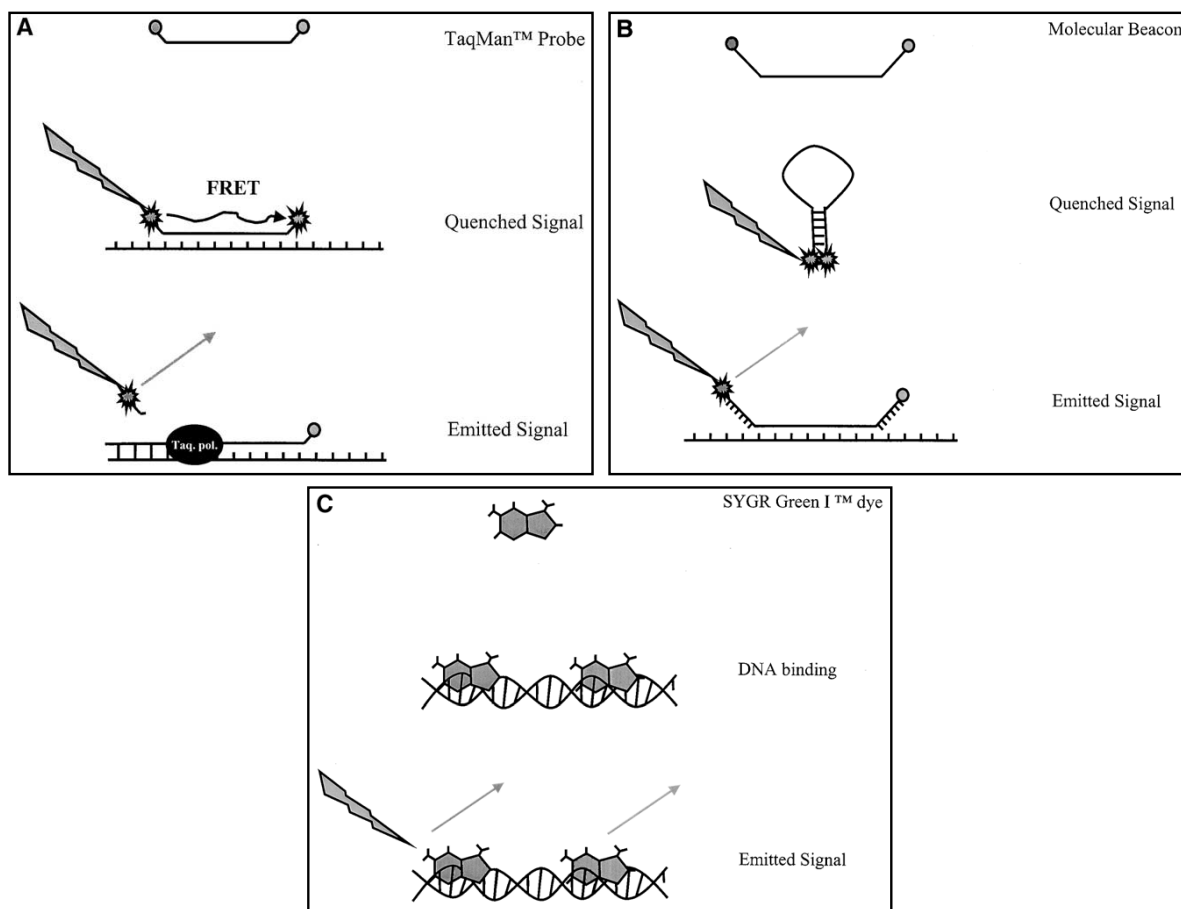 A
TaqMan™ Probe
FRET
Quenched Signal
Taq. pol.
Emitted Signal
B
Molecular Beacon
Quenched Signal
Emitted Signal
C
SYGR Green I ™ dye
DNA binding
Emitted Signal